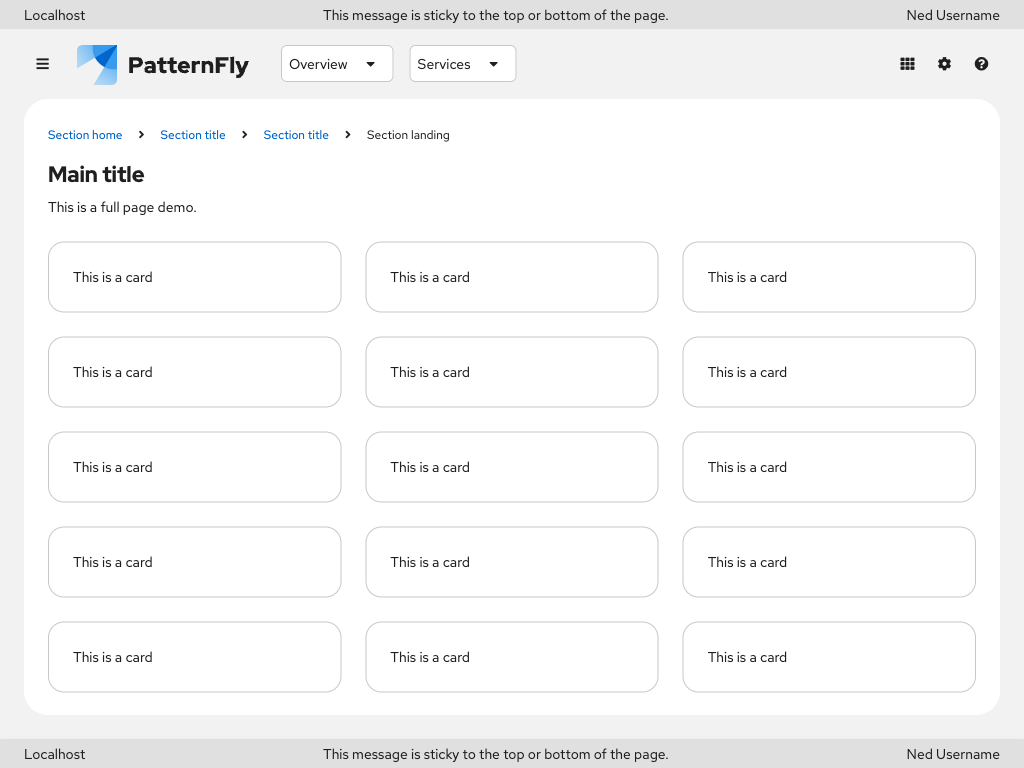 Localhost This message is sticky to the top or bottom of the page. Ned Username
PatternFly Overview Services
Section home Section title Section title Section landing
Main title
This is a full page demo.
This is a card This is a card This is a card
This is a card This is a card This is a card
This is a card This is a card This is a card
This is a card This is a card This is a card
This is a card This is a card This is a card
Localhost This message is sticky to the top or bottom of the page. Ned Username